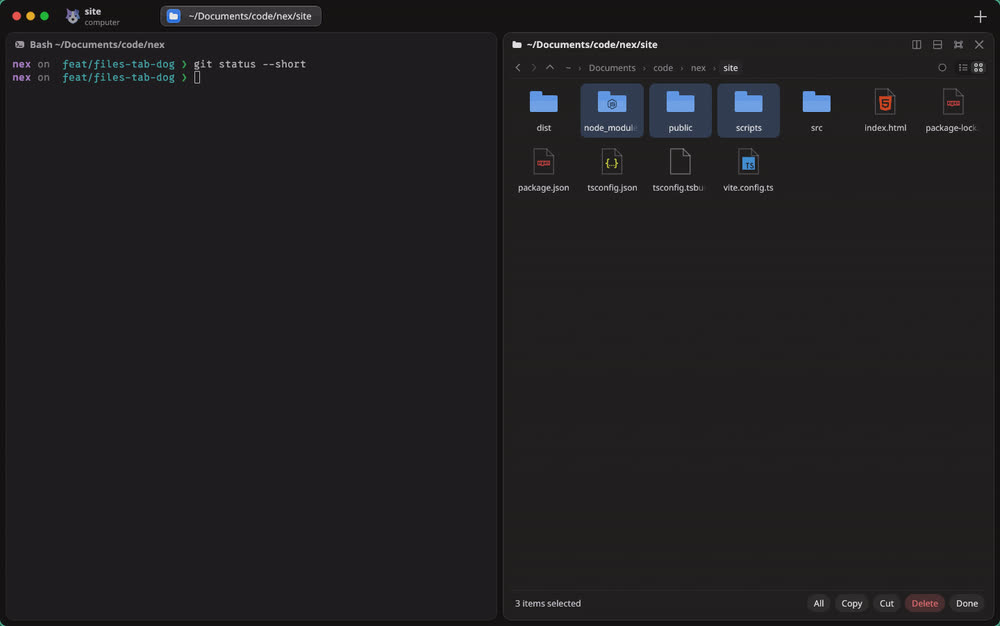 site
computer
~/Documents/code/nex/site
Bash ~/Documents/code/nex
nex on feat/files-tab-dog ❯ git status --short
nex on feat/files-tab-dog ❯
~/Documents/code/nex/site
~ › Documents › code › nex › site
dist
node_module
public
scripts
src
index.html
package-lock
package.json
tsconfig.json
tsconfig.tsbu
vite.config.ts
3 items selected
All
Copy
Cut
Delete
Done